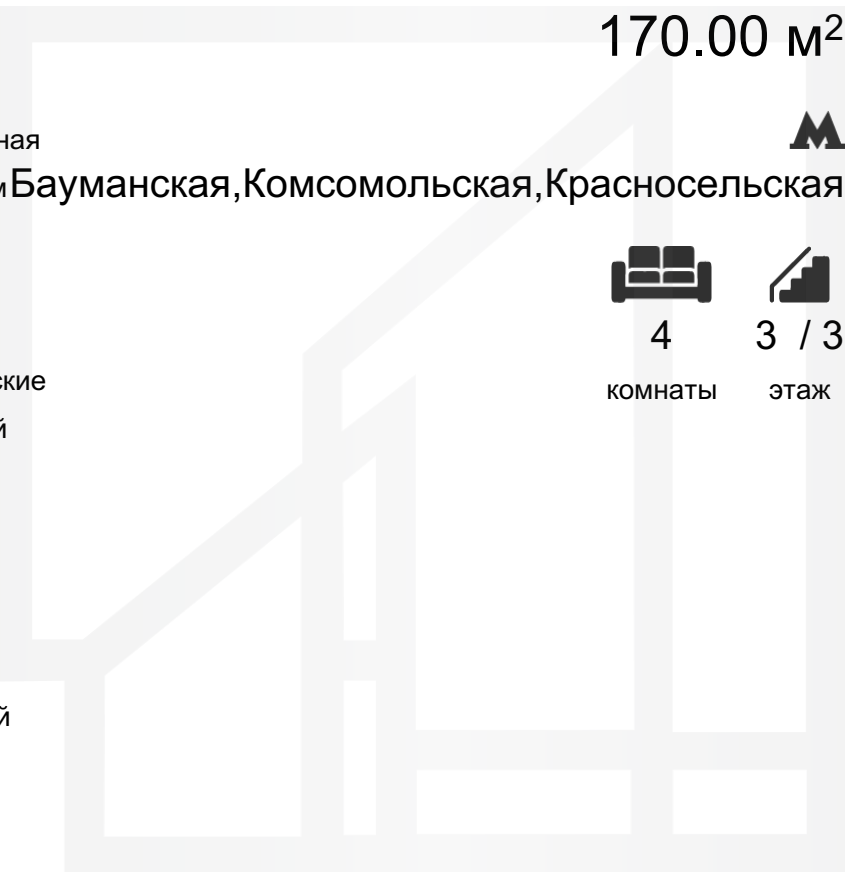 170.00 м²
ная
м Бауманская,Комсомольская,Красносельская
4 3 / 3
ские
комнаты этаж
й
й